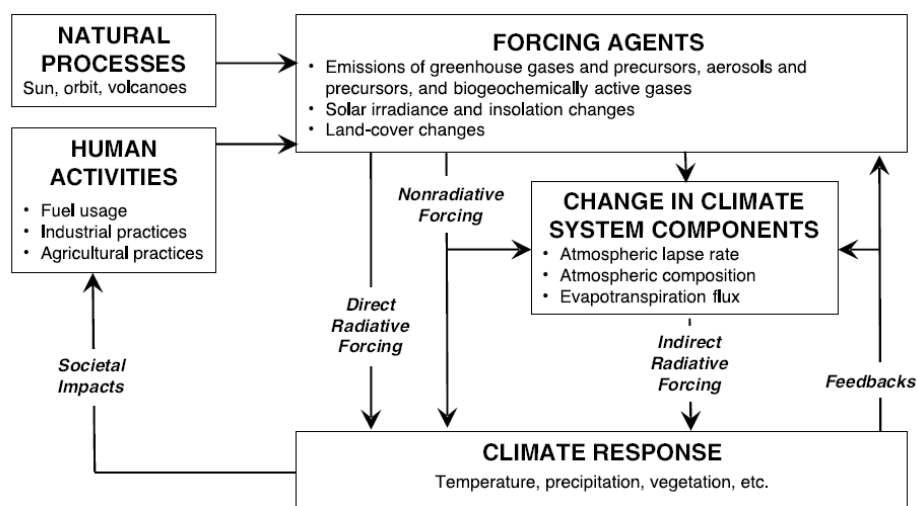 NATURAL
PROCESSES
Sun, orbit, volcanoes
FORCING AGENTS
• Emissions of greenhouse gases and precursors, aerosols and
precursors, and biogeochemically active gases
• Solar irradiance and insolation changes
• Land-cover changes
HUMAN
ACTIVITIES
• Fuel usage
• Industrial practices
• Agricultural practices
Nonradiative
Forcing
CHANGE IN CLIMATE
SYSTEM COMPONENTS
• Atmospheric lapse rate
• Atmospheric composition
• Evapotranspiration flux
Direct
Radiative
Forcing
Indirect
Radiative
Forcing
Societal
Impacts
Feedbacks
CLIMATE RESPONSE
Temperature, precipitation, vegetation, etc.